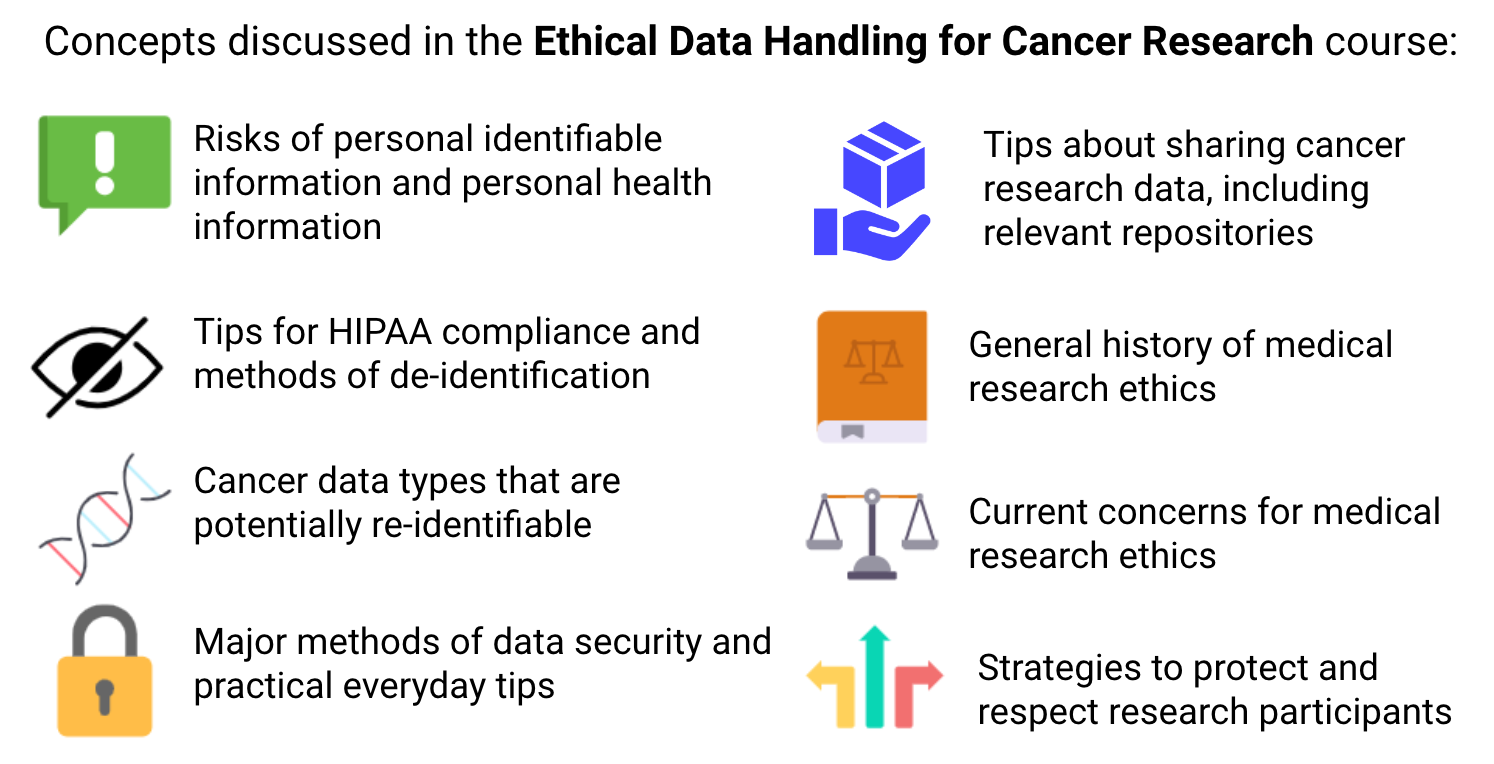 Concepts discussed in the Ethical Data Handling for Cancer Research course:
Risks of personal identifiable
information and personal health
information
Tips for HIPAA compliance and
methods of de-identification
Cancer data types that are
potentially re-identifiable
Major methods of data security and
practical everyday tips
Tips about sharing cancer
research data, including
relevant repositories
General history of medical
research ethics
Current concerns for medical
research ethics
Strategies to protect and
respect research participants